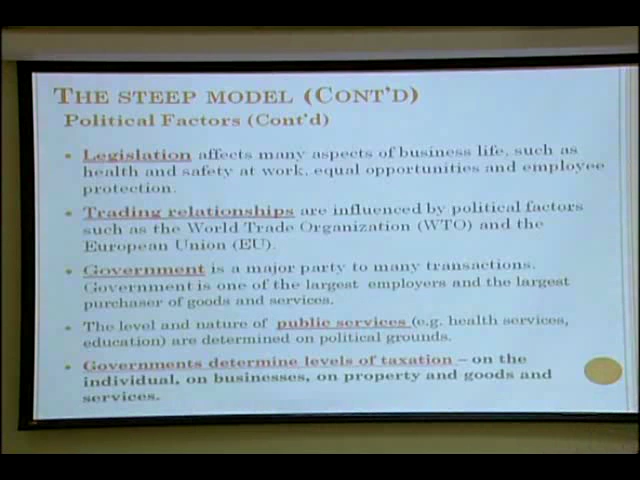 THE STEEP MODEL (CONT'D)
Political Factors (Cont'd)
• Legislation affects many aspects of business life, such as
health and safety at work, equal opportunities and employee
protection.
• Trading relationships are influenced by political factors
such as the World Trade Organization (WTO) and the
European Union (EU).
• Government is a major party to many transactions.
Government is one of the largest employers and the largest
purchaser of goods and services.
• The level and nature of public services (e.g. health services,
education) are determined on political grounds.
• Governments determine levels of taxation – on the
individual, on businesses, on property and goods and
services.